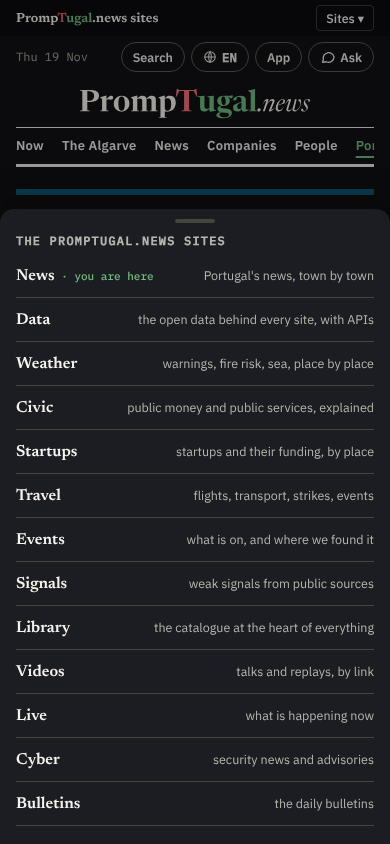 PrompTugal.news sites
Sites ▾
Thu 19 Nov
Search
EN
App
Ask
PrompTugal.news
Now The Algarve News Companies People Por
THE PROMPTUGAL.NEWS SITES
News · you are here Portugal's news, town by town
Data the open data behind every site, with APIs
Weather warnings, fire risk, sea, place by place
Civic public money and public services, explained
Startups startups and their funding, by place
Travel flights, transport, strikes, events
Events what is on, and where we found it
Signals weak signals from public sources
Library the catalogue at the heart of everything
Videos talks and replays, by link
Live what is happening now
Cyber security news and advisories
Bulletins the daily bulletins